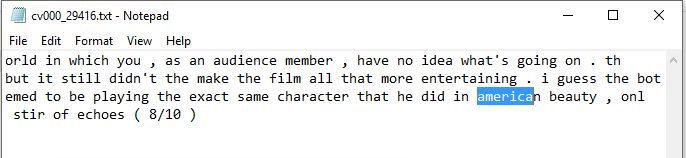 cv000_29416.txt - Notepad
File Edit Format View Help
orld in which you , as an audience member , have no idea what's going on . th
but it still didn't the make the film all that more entertaining . i guess the bot
emed to be playing the exact same character that he did in american beauty , onl
stir of echoes ( 8/10 )